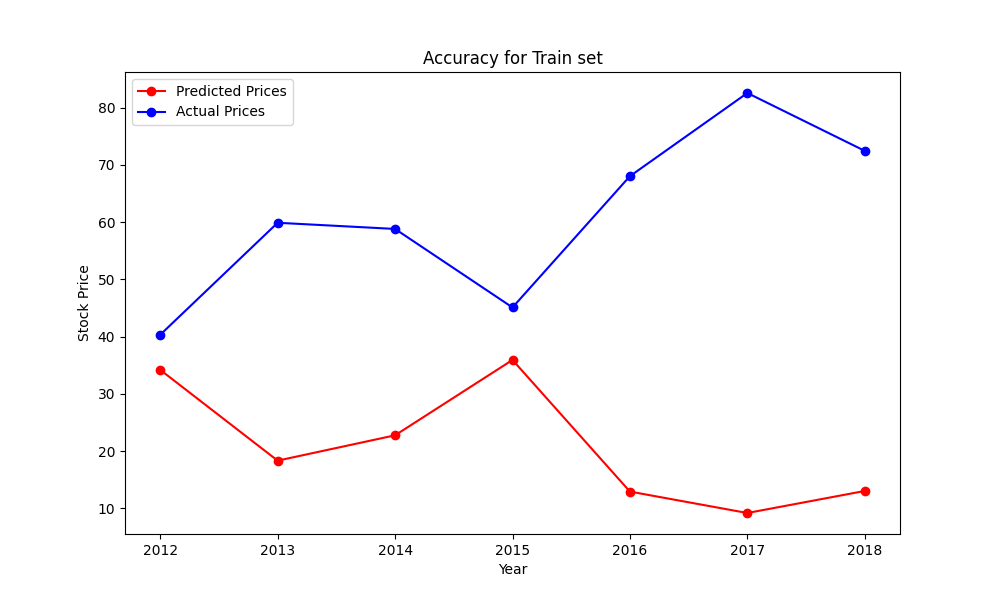 Accuracy for Train set
Predicted Prices
Actual Prices
80
70
60
50
40
30
20
10
Stock Price
2012 2013 2014 2015 2016 2017 2018
Year